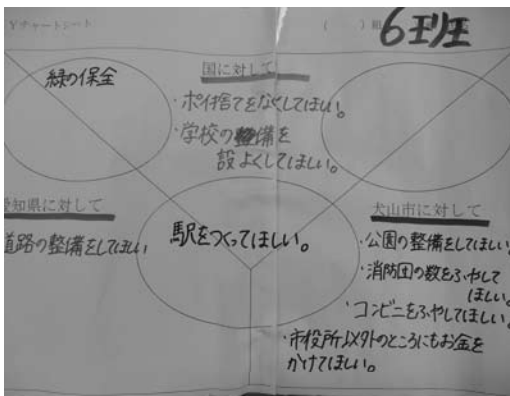 Yチャートシート
( ) 組
6班
緑の保全
国に対して
・ポイ捨てをなくしてほしい。
・学校の整備を
設よくしてほしい。
愛知県に対して
道路の整備をしてほしい
駅をつくってほしい。
犬山市に対して
・公園の整備をしてほしい
・消防団の数をふやして
ほしい。
・コンビニをふやしてほしい。
・市役所以外のところにもお金を
かけてほしい。